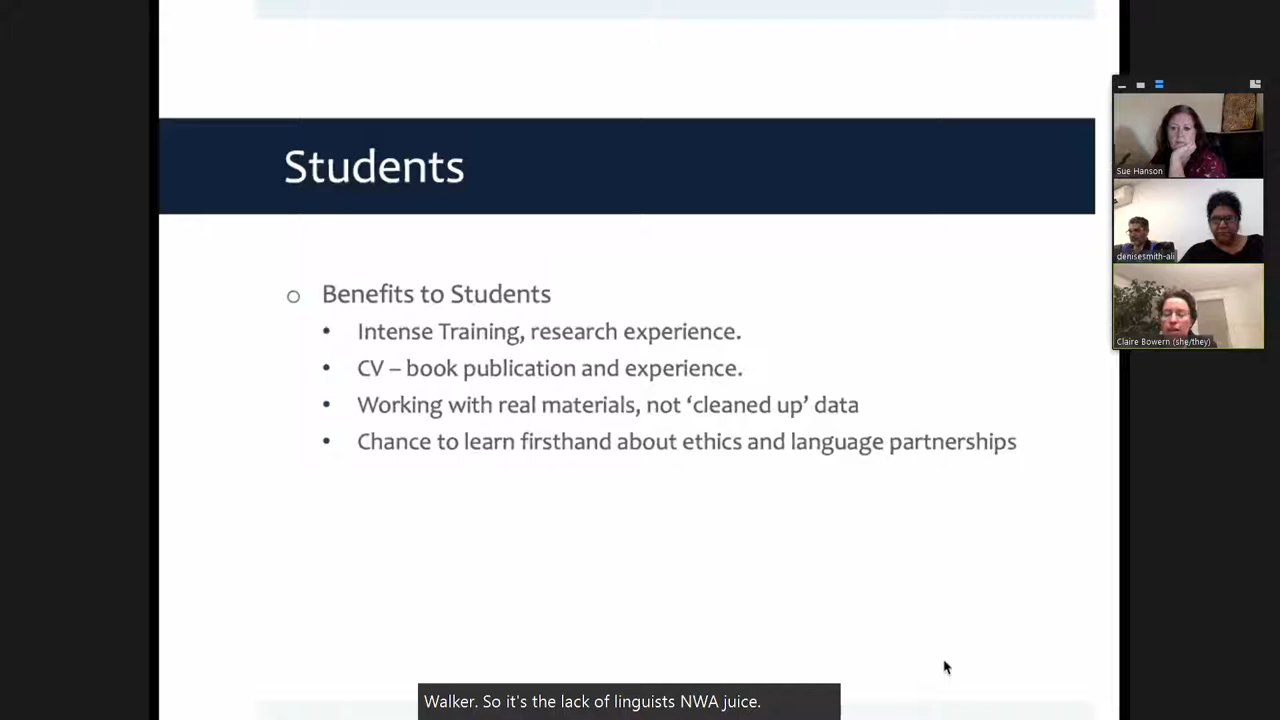 Students
Benefits to Students
Intense Training, research experience.
CV – book publication and experience.
Working with real materials, not ‘cleaned up’ data
Chance to learn firsthand about ethics and language partnerships
Sue Hanson
denisesmith-ali
Claire Bowern (she/they)
Walker. So it's the lack of linguists NWA juice.